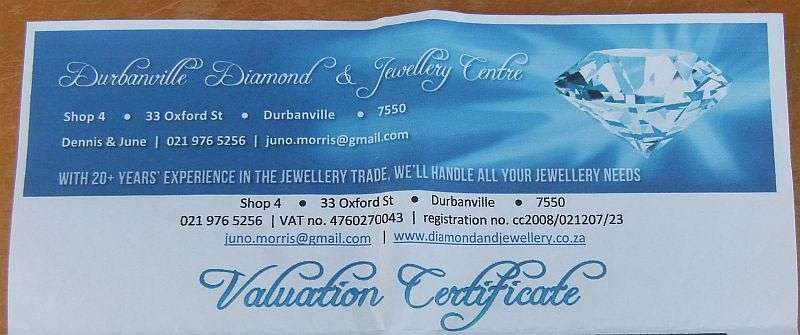 Durbanville Diamond & Jewellery Centre
Shop 4 • 33 Oxford St • Durbanville • 7550
Dennis & June | 021 976 5256 | juno.morris@gmail.com
WITH 20+ YEARS' EXPERIENCE IN THE JEWELLERY TRADE, WE'LL HANDLE ALL YOUR JEWELLERY NEEDS
Shop 4 • 33 Oxford St • Durbanville • 7550
021 976 5256 | VAT no. 4760270043 | registration no. cc2008/021207/23
juno.morris@gmail.com | www.diamondandjewellery.co.za
Valuation Certificate